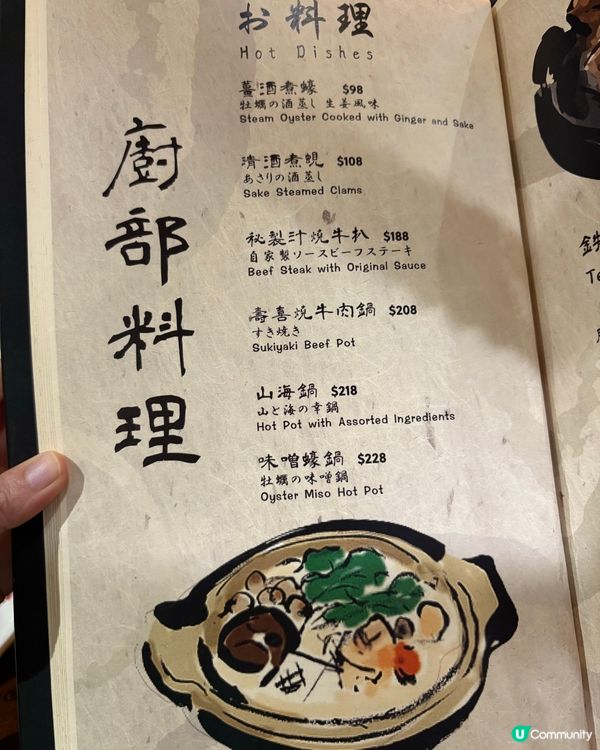 お料理
Hot Dishes
廚部料理
薑酒煮蠔 $98
牡蠣の酒蒸し 生姜風味
Steam Oyster Cooked with Ginger and Sake
清酒煮蜆 $108
あさりの酒蒸し
Sake Steamed Clams
秘製汁燒牛扒 $188
自家製ソースビーフステーキ
Beef Steak with Original Sauce
壽喜燒牛肉鍋 $208
すき焼き
Sukiyaki Beef Pot
山海鍋 $218
山と海の幸鍋
Hot Pot with Assorted Ingredients
味噌蠔鍋 $228
牡蠣の味噌鍋
Oyster Miso Hot Pot
Te
U Community